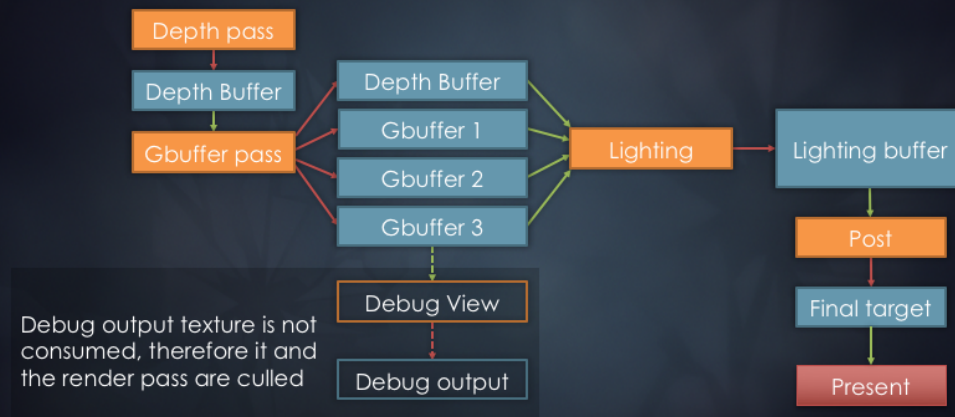 Depth pass
Depth Buffer
Gbuffer pass
Depth Buffer
Gbuffer 1
Gbuffer 2
Gbuffer 3
Lighting
Lighting buffer
Post
Final target
Present
Debug View
Debug output
Debug output texture is not
consumed, therefore it and
the render pass are culled